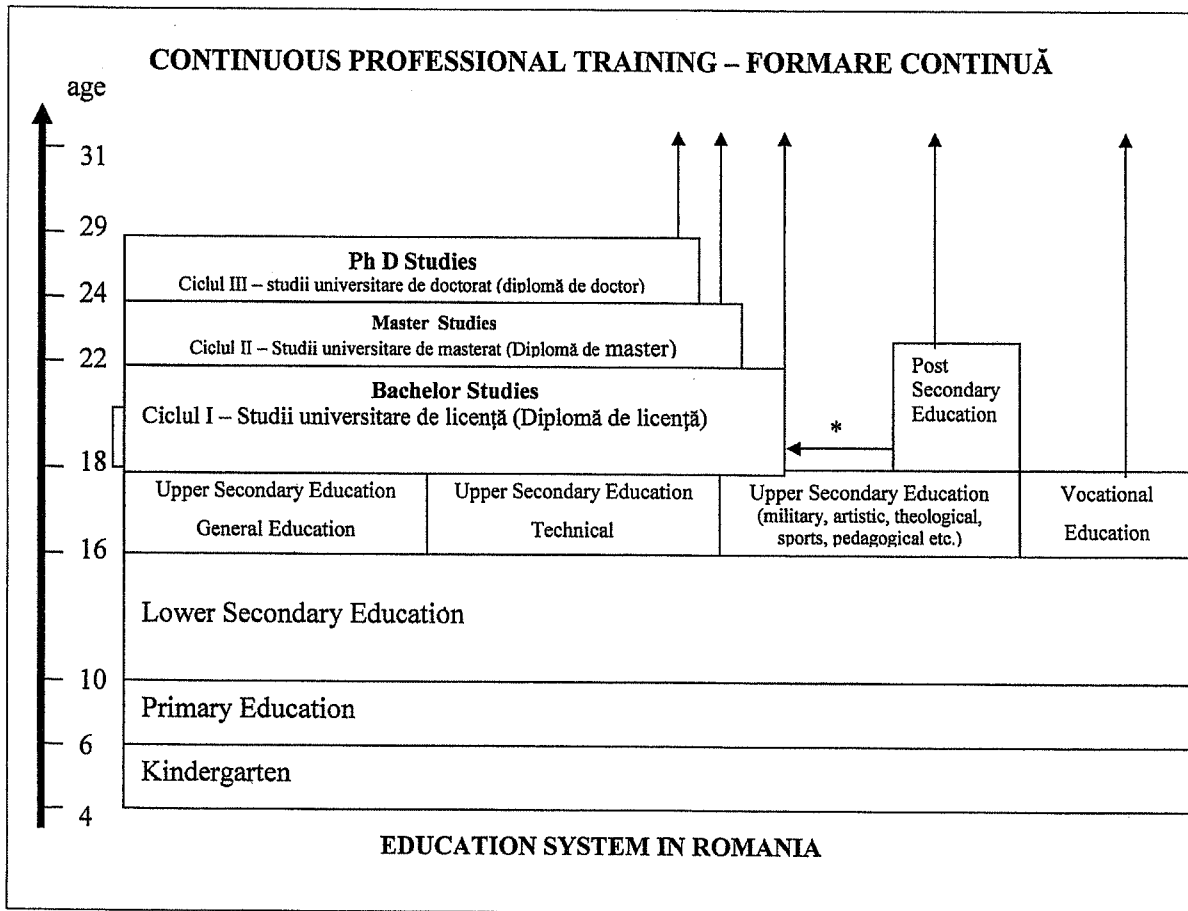 CONTINUOUS PROFESSIONAL TRAINING – FORMARE CONTINUĂ
age
31
29
Ph D Studies
Ciclul III – studii universitare de doctorat (diplomă de doctor)
24
Master Studies
Ciclul II – Studii universitare de masterat (Diplomă de master)
22
Bachelor Studies
Ciclul I – Studii universitare de licență (Diplomă de licență)
Post
Secondary
Education
*
18
Upper Secondary Education
General Education
Upper Secondary Education
Technical
Upper Secondary Education
(military, artistic, theological,
sports, pedagogical etc.)
Vocational
Education
16
Lower Secondary Education
10
Primary Education
6
Kindergarten
4
EDUCATION SYSTEM IN ROMANIA